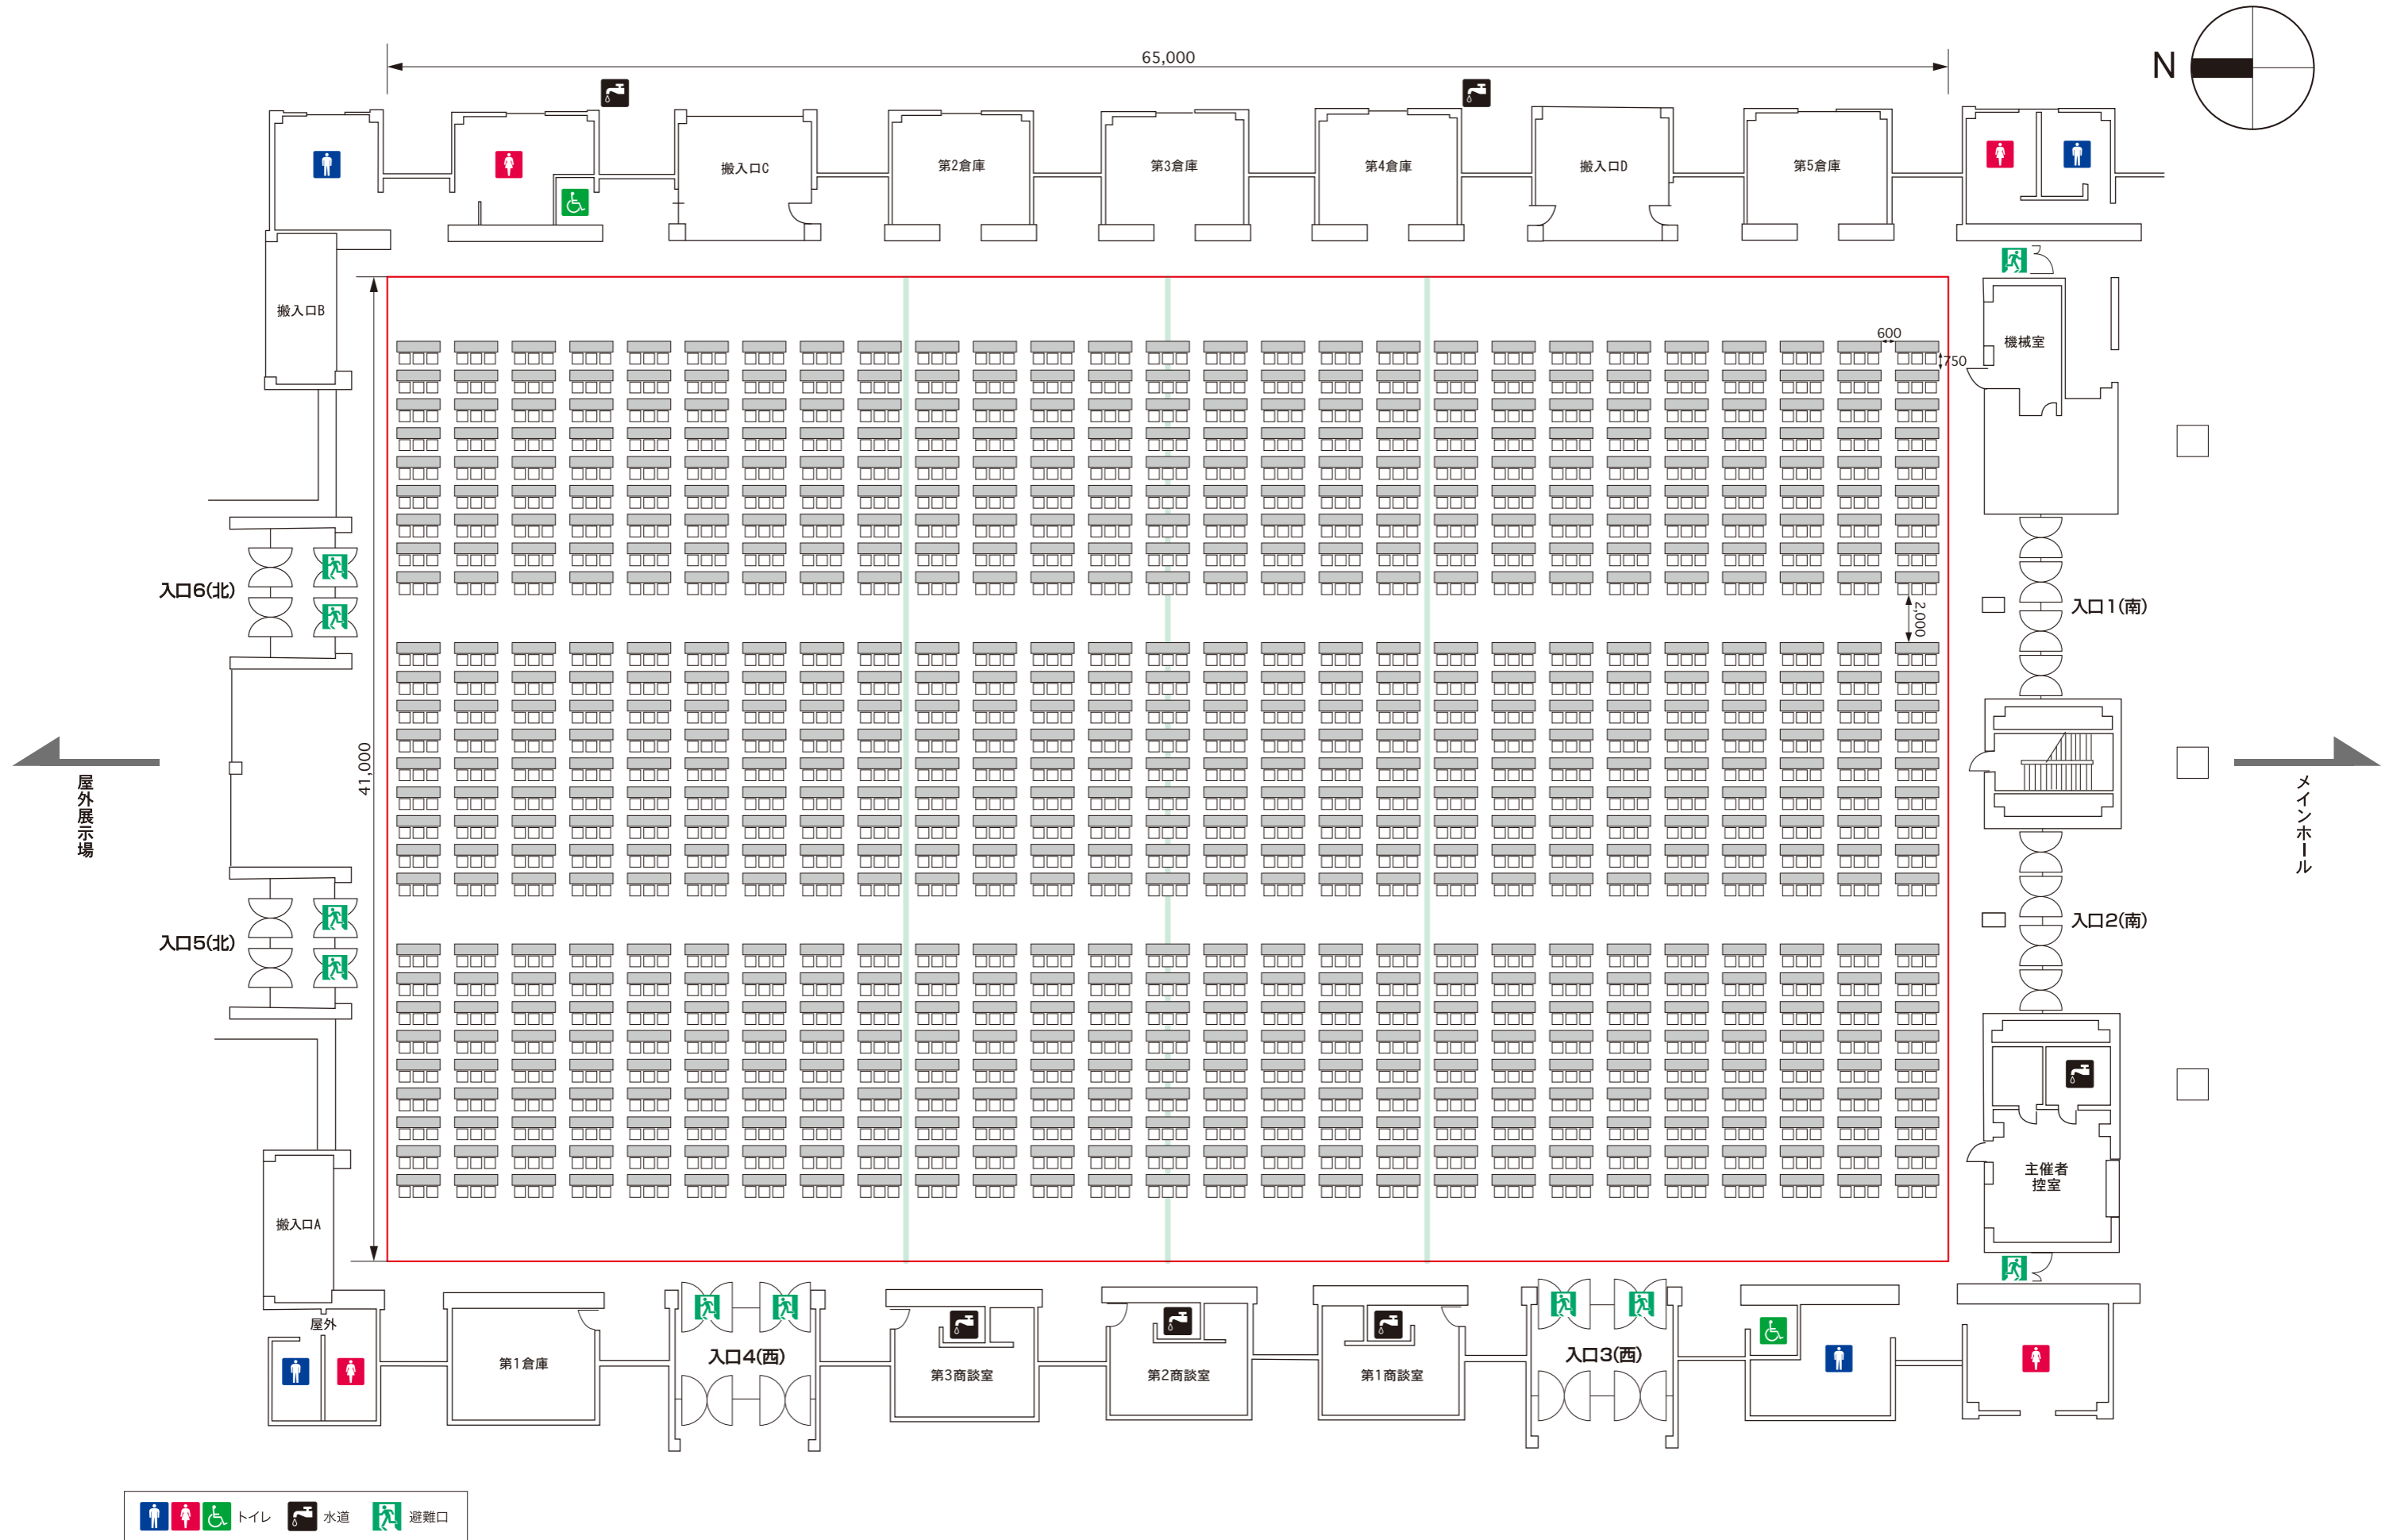 65,000
N
搬入口C
第2倉庫
第3倉庫
第4倉庫
搬入口D
第5倉庫
搬入口B
600
750
機械室
入口6(北)
2,000
入口1(南)
41,000
屋外展示場
メインホール
入口5(北)
入口2(南)
主催者
控室
搬入口A
屋外
第1倉庫
入口4(西)
第3商談室
第2商談室
第1商談室
入口3(西)
トイレ
水道
避難口